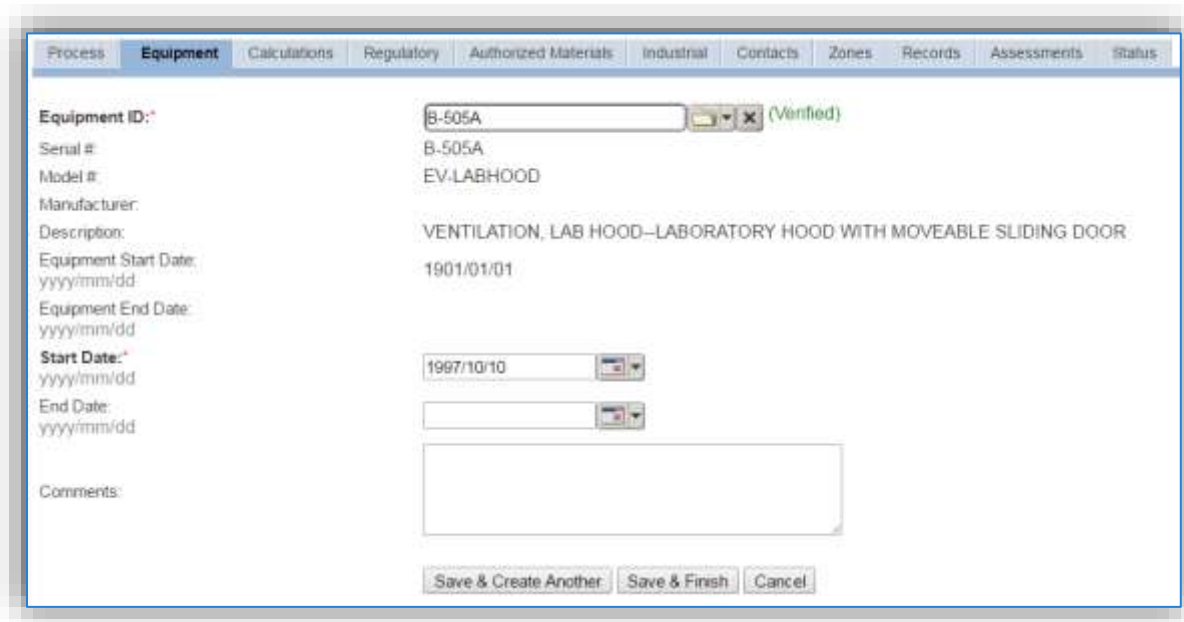 Process Equipment Calculations Regulatory Authorized Materials Industrial Contacts Zones Records Assessments Status
Equipment ID:* B-505A (Verified)
Serial # B-505A
Model # EV-LABHOOD
Manufacturer:
Description: VENTILATION, LAB HOOD--LABORATORY HOOD WITH MOVEABLE SLIDING DOOR
Equipment Start Date:
yyyy/mm/dd
1901/01/01
Equipment End Date:
yyyy/mm/dd
Start Date:*
yyyy/mm/dd
1997/10/10
End Date:
yyyy/mm/dd
Comments:
Save & Create Another Save & Finish Cancel